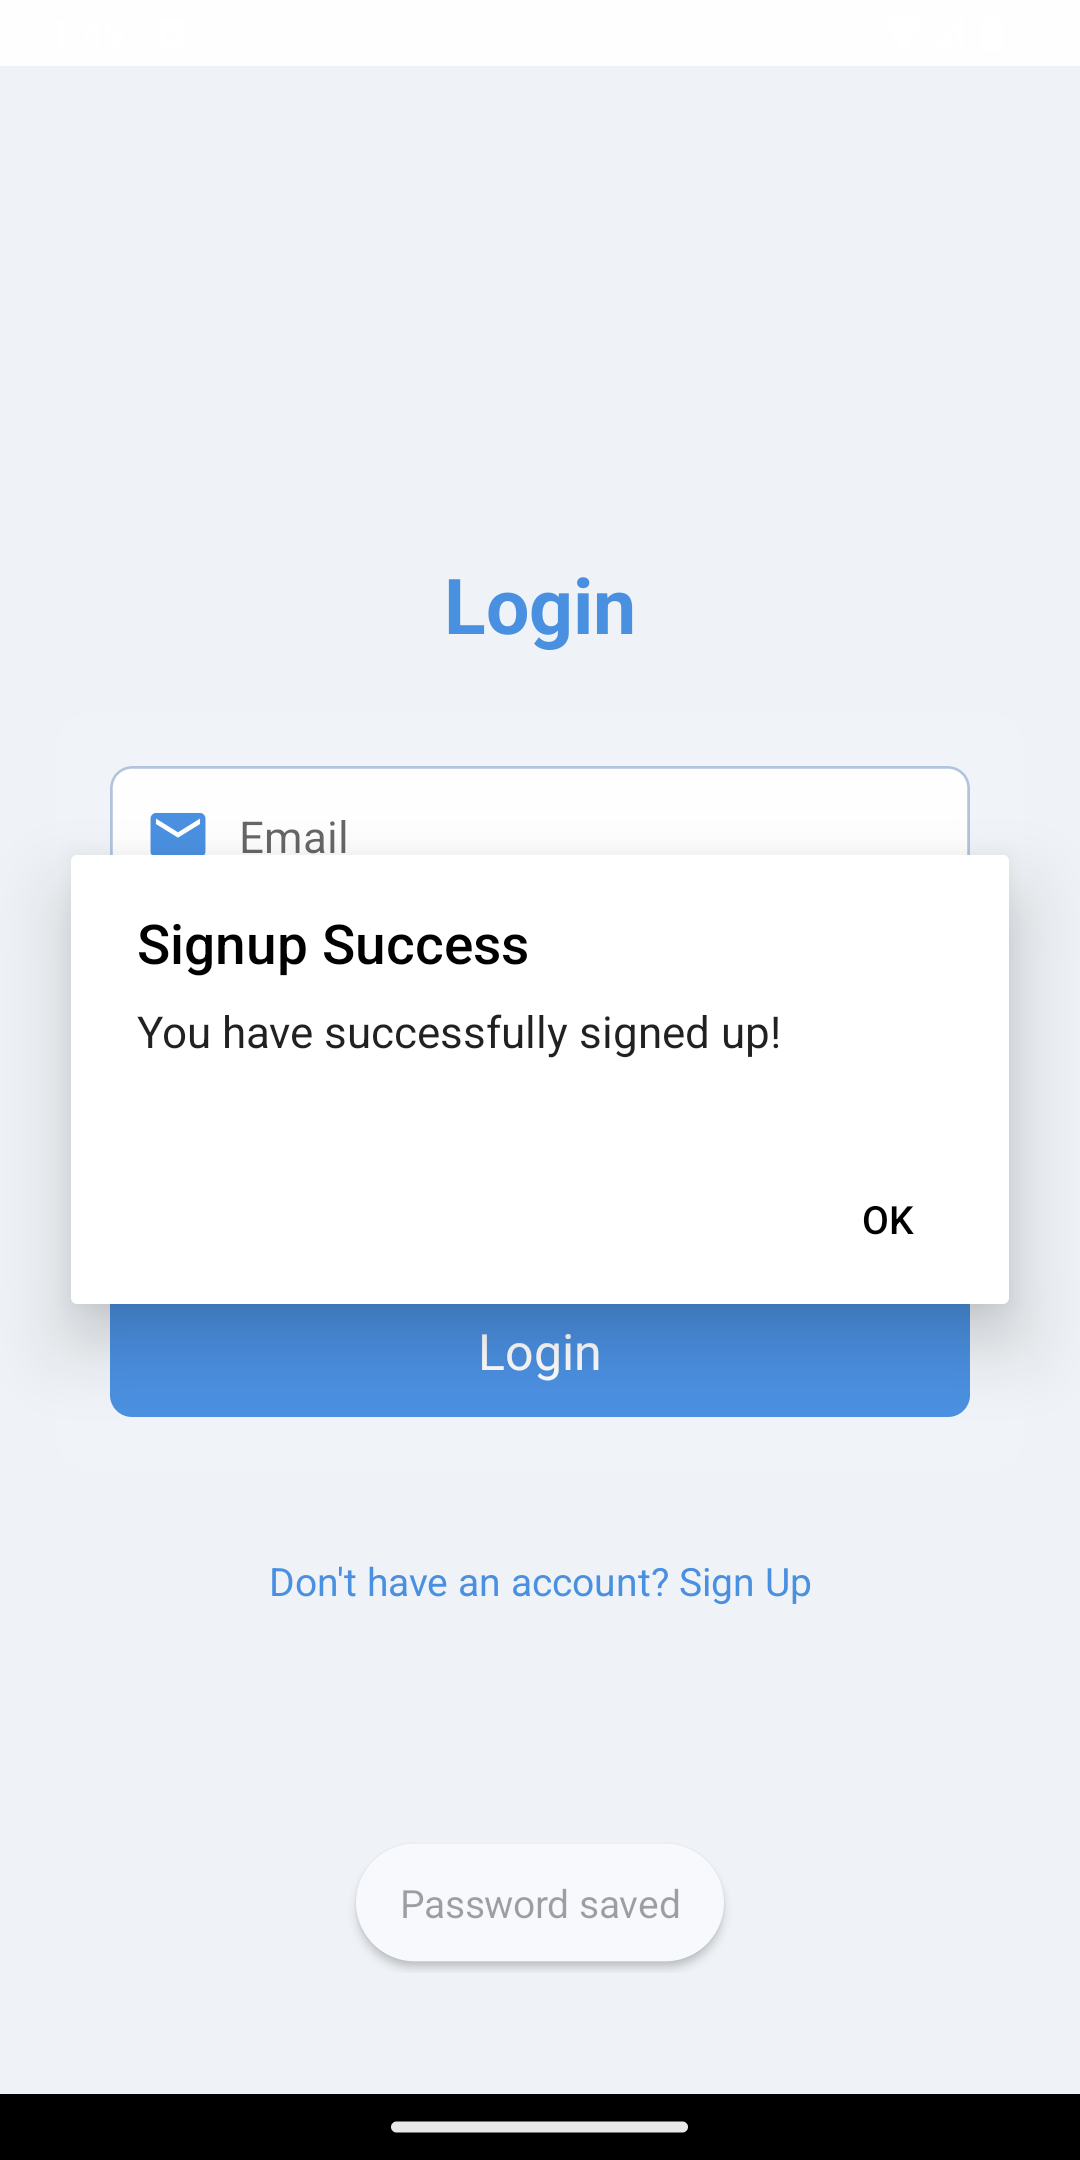 Login
Email
Signup Success
You have successfully signed up!
OK
Login
Don't have an account? Sign Up
Password saved